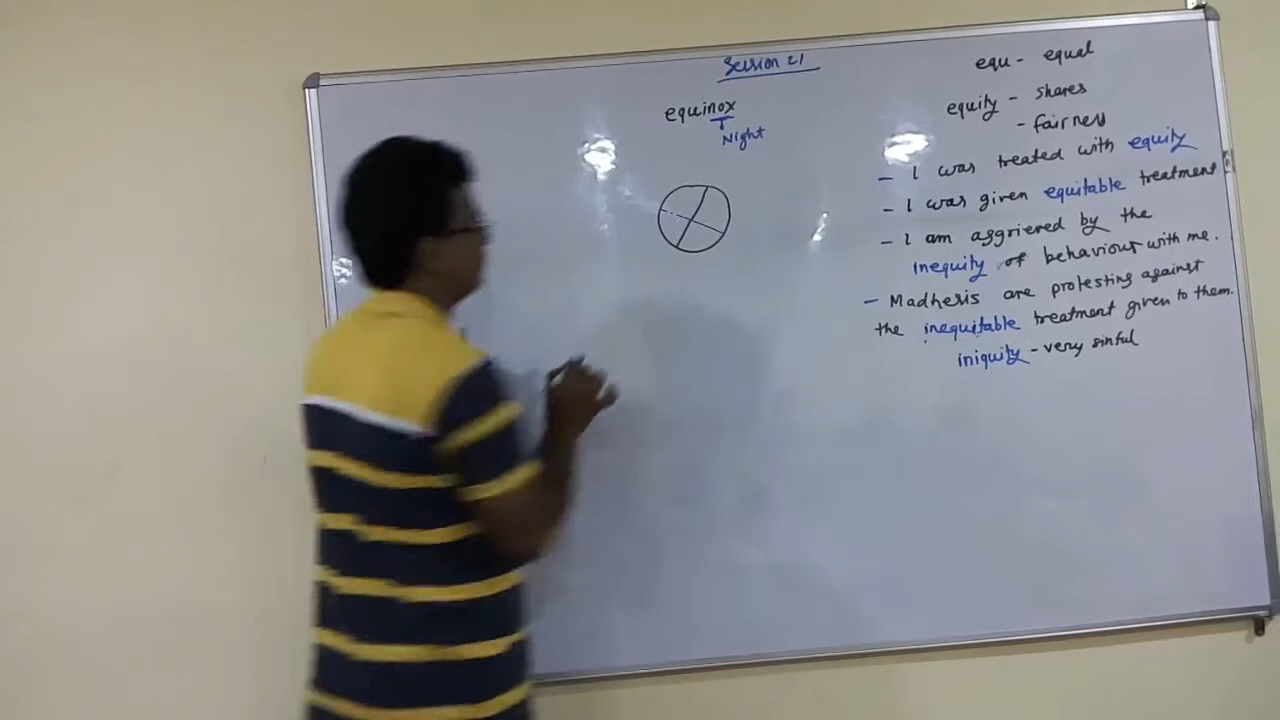 Session 21
equinox
Night
equ - equal
equity - shares
- fairness
- I was treated with equity
- I was given equitable treatment
- I am aggrieved by the
inequity of behaviour with me.
- Madhesis are protesting against
the inequitable treatment given to them.
iniquity - very sinful